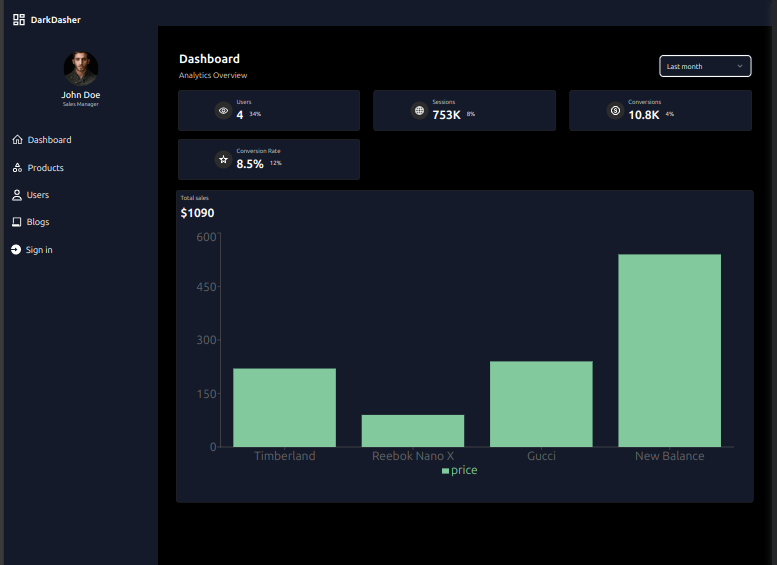 DarkDasher
John Doe
Sales Manager
Dashboard
Products
Users
Blogs
Sign in
Dashboard
Analytics Overview
Last month
Users
4 34%
Sessions
753K 8%
Conversions
10.8K 4%
Conversion Rate
8.5% 12%
Total sales
$1090
600
450
300
150
0
Timberland Reebok Nano X Gucci New Balance
price